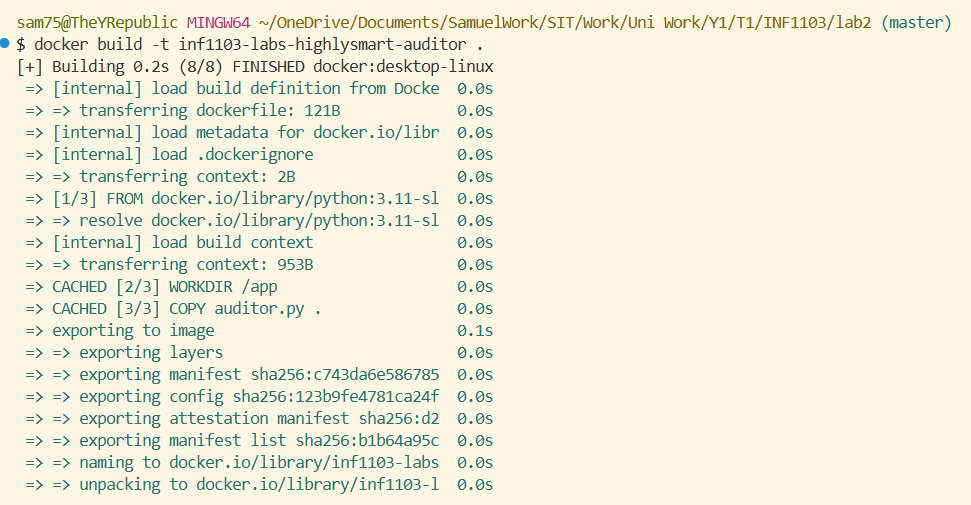 sam75@TheYRepublic MINGW64 ~/OneDrive/Documents/SamuelWork/SIT/Work/Uni Work/Y1/T1/INF1103/lab2 (master)
$ docker build -t inf1103-labs-highlysmart-auditor .
[+] Building 0.2s (8/8) FINISHED docker:desktop-linux
=> [internal] load build definition from Docke 0.0s
=> => transferring dockerfile: 121B 0.0s
=> [internal] load metadata for docker.io/libr 0.0s
=> [internal] load .dockerignore 0.0s
=> => transferring context: 2B 0.0s
=> [1/3] FROM docker.io/library/python:3.11-sl 0.0s
=> => resolve docker.io/library/python:3.11-sl 0.0s
=> [internal] load build context 0.0s
=> => transferring context: 953B 0.0s
=> CACHED [2/3] WORKDIR /app 0.0s
=> CACHED [3/3] COPY auditor.py . 0.0s
=> exporting to image 0.1s
=> => exporting layers 0.0s
=> => exporting manifest sha256:c743da6e586785 0.0s
=> => exporting config sha256:123b9fe4781ca24f 0.0s
=> => exporting attestation manifest sha256:d2 0.0s
=> => exporting manifest list sha256:b1b64a95c 0.0s
=> => naming to docker.io/library/inf1103-labs 0.0s
=> => unpacking to docker.io/library/inf1103-l 0.0s